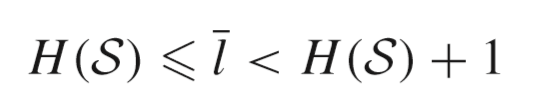 H(𝒮) ⩽ l̄ < H(𝒮) + 1